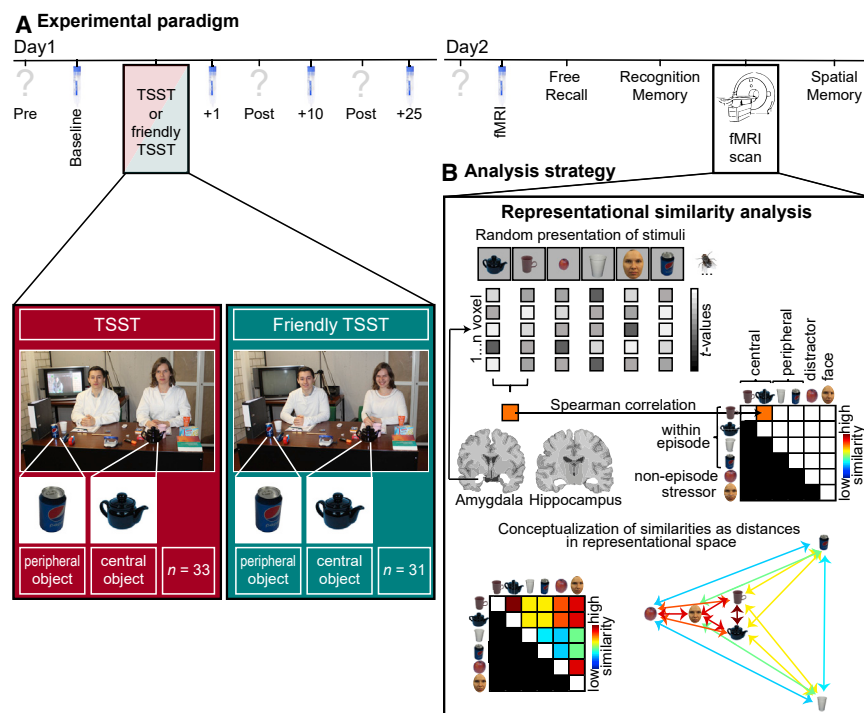 A Experimental paradigm
Day1
?
?
?
Pre
Baseline
TSST
or
friendly
TSST
+1
Post
+10
Post
+25
Day2
?
fMRI
Free
Recall
Recognition
Memory
fMRI
scan
Spatial
Memory
TSST
peripheral
object
central
object
n = 33
Friendly TSST
peripheral
object
central
object
n = 31
B Analysis strategy
Representational similarity analysis
Random presentation of stimuli
...
1...n voxel
t-values
Spearman correlation
Amygdala
Hippocampus
central
peripheral
distractor
face
within
episode
non-episode
stressor
low
high
similarity
Conceptualization of similarities as distances
in representational space
low
high
similarity